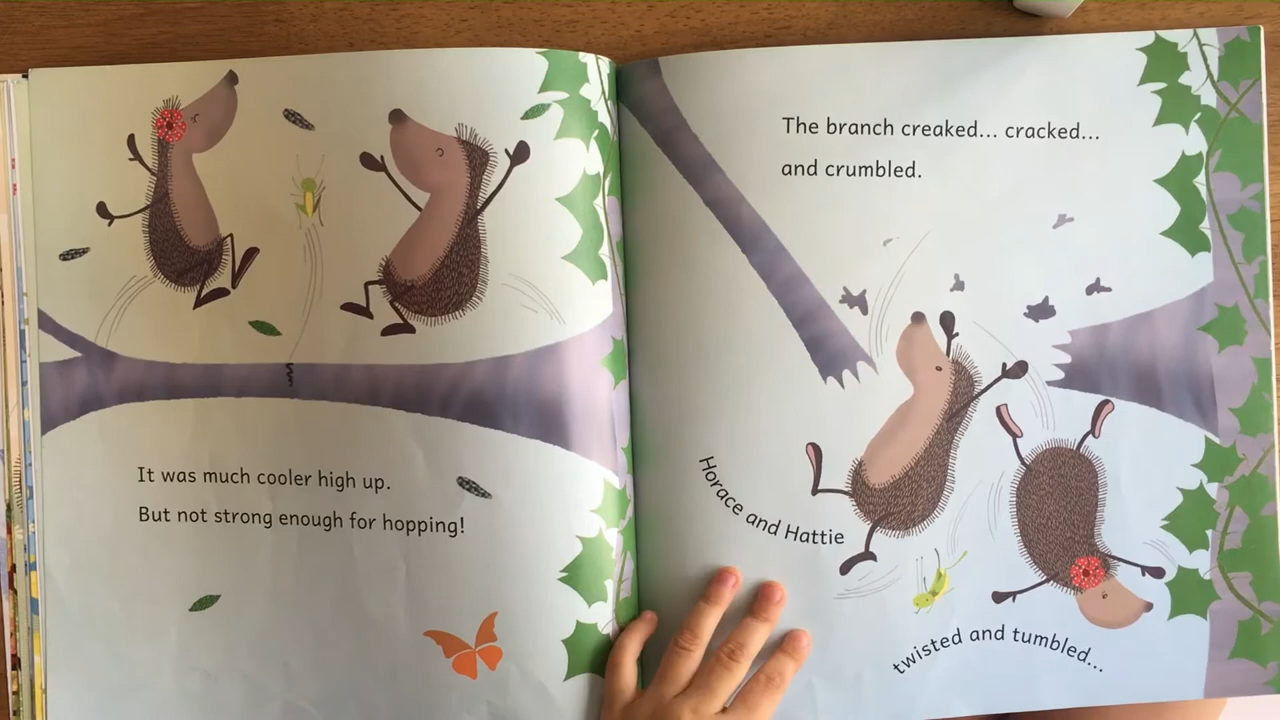 It was much cooler high up.
But not strong enough for hopping!
The branch creaked... cracked...
and crumbled.
Horace and Hattie
twisted and tumbled...